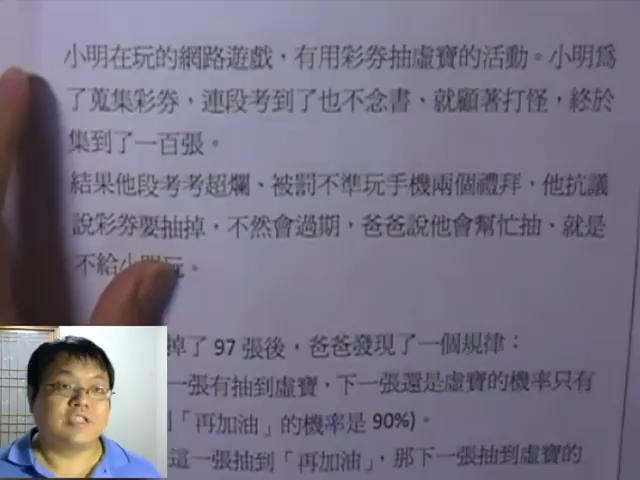 小明在玩的網路遊戲，有用彩券抽虛寶的活動。小明為
了蒐集彩券，連段考到了也不念書、就顧著打怪，終於
集到了一百張。
結果他段考考超爛、被罰不準玩手機兩個禮拜，他抗議
說彩券要抽掉，不然會過期，爸爸說他會幫忙抽、就是
不給小明玩。
掉了 97 張後，爸爸發現了一個規律：
一張有抽到虛寶，下一張還是虛寶的機率只有
「再加油」的機率是 90%)。
這一張抽到「再加油」，那下一張抽到虛寶的